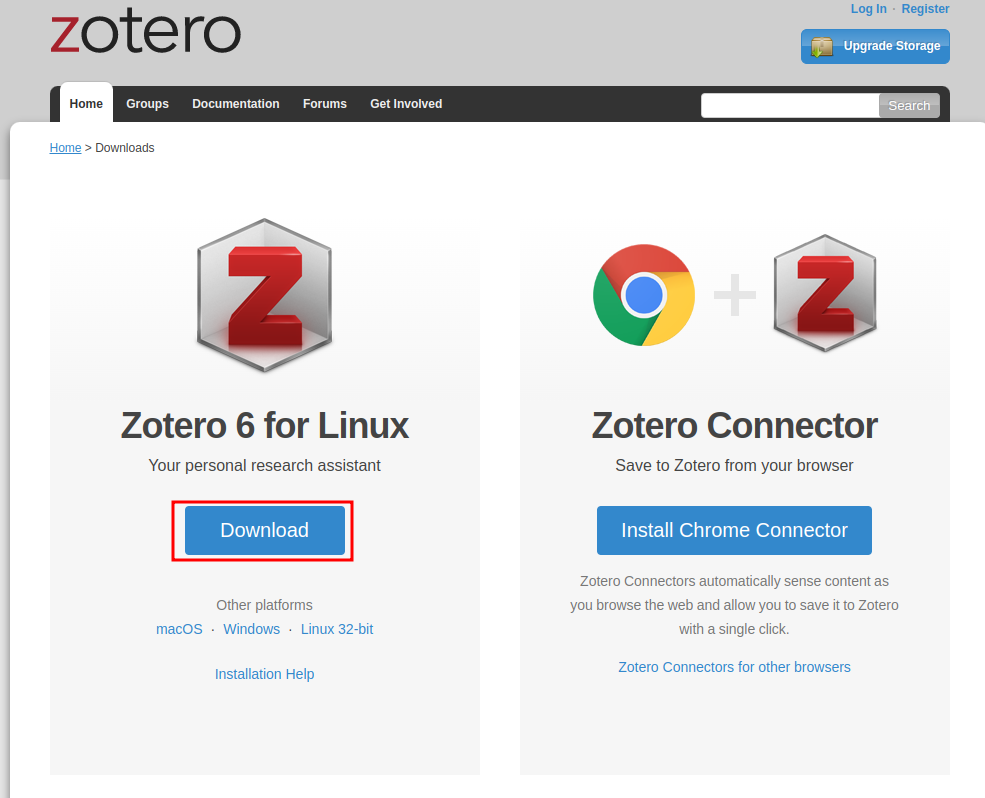 zotero
Log In · Register
Upgrade Storage
Home Groups Documentation Forums Get Involved Search
Home > Downloads
Zotero 6 for Linux
Your personal research assistant
Download
Other platforms
macOS · Windows · Linux 32-bit
Installation Help
Zotero Connector
Save to Zotero from your browser
Install Chrome Connector
Zotero Connectors automatically sense content as
you browse the web and allow you to save it to Zotero
with a single click.
Zotero Connectors for other browsers